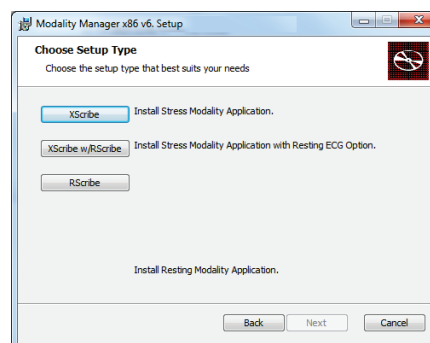 Modality Manager x86 v6. Setup
Choose Setup Type
Choose the setup type that best suits your needs
XScribe Install Stress Modality Application.
XScribe w/RScribe Install Stress Modality Application with Resting ECG Option.
RScribe
Install Resting Modality Application.
Back Next Cancel